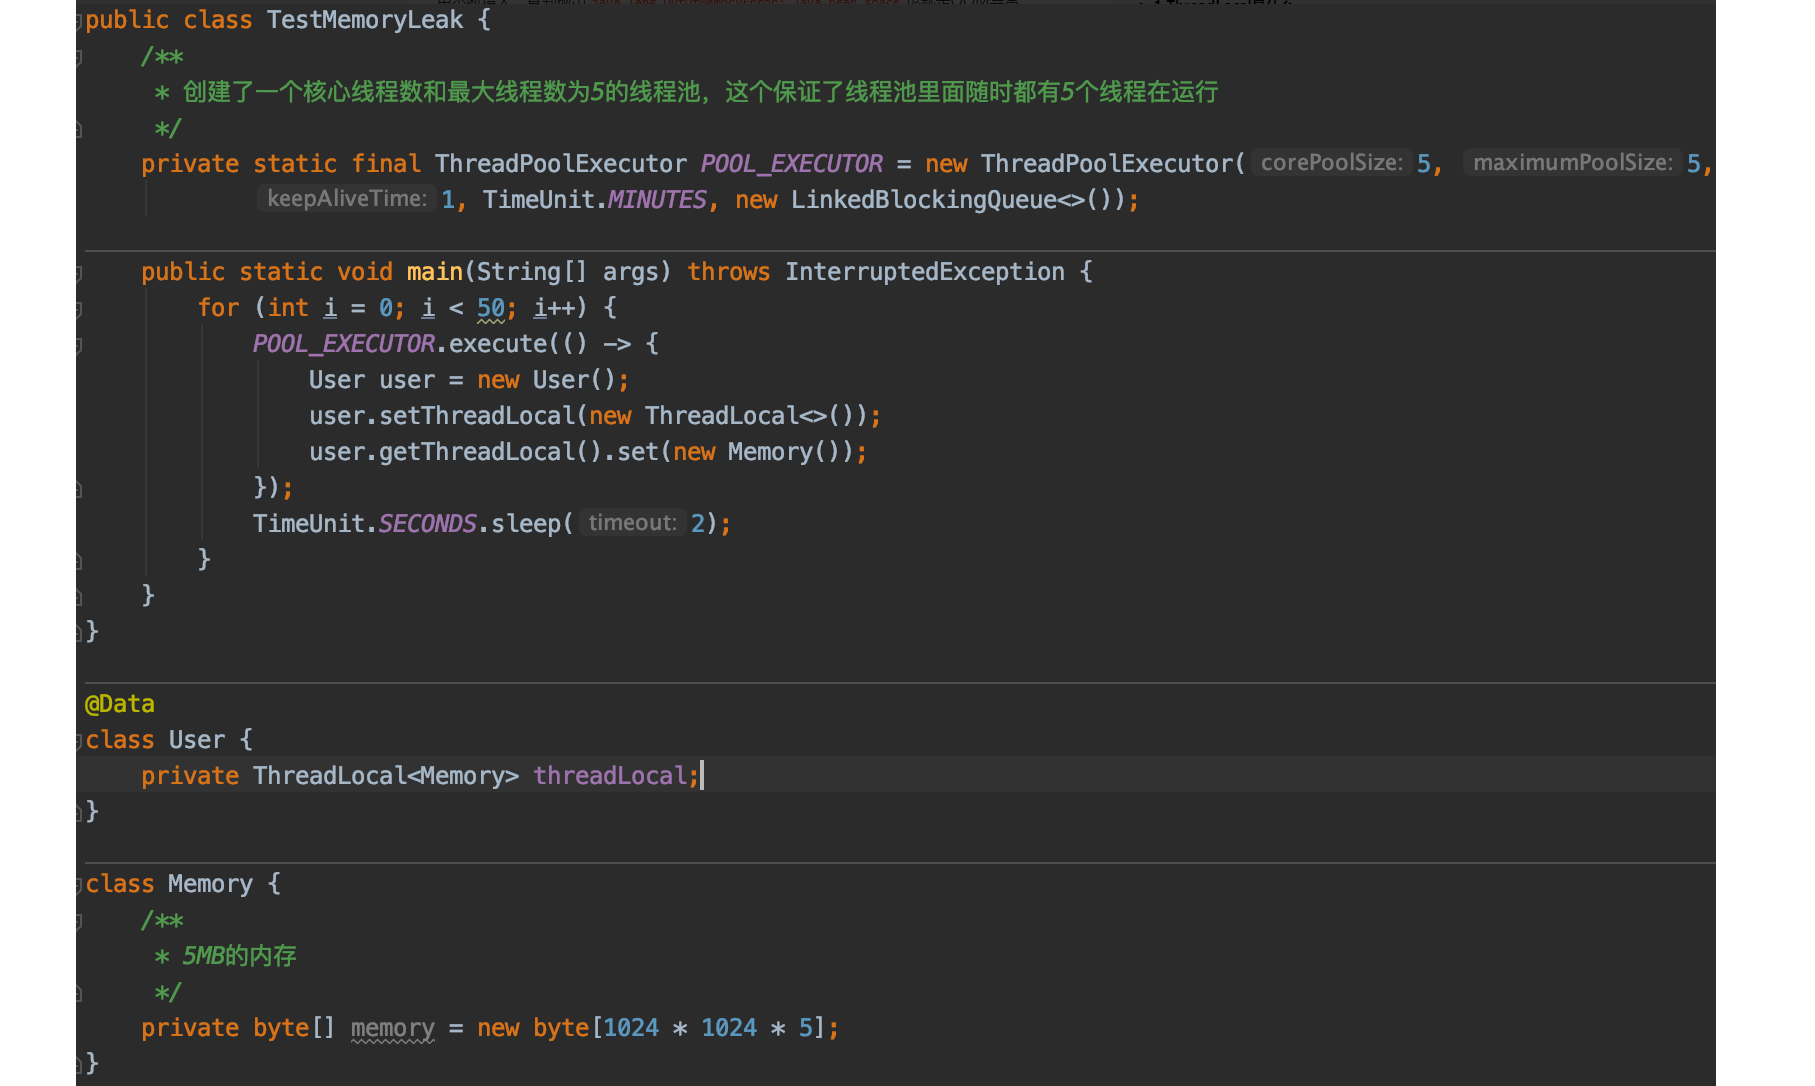 public class TestMemoryLeak {
/**
* 创建了一个核心线程数和最大线程数为5的线程池，这个保证了线程池里面随时都有5个线程在运行
*/
private static final ThreadPoolExecutor POOL_EXECUTOR = new ThreadPoolExecutor( corePoolSize: 5, maximumPoolSize: 5,
keepAliveTime: 1, TimeUnit.MINUTES, new LinkedBlockingQueue<>());
public static void main(String[] args) throws InterruptedException {
for (int i = 0; i < 50; i++) {
POOL_EXECUTOR.execute(() -> {
User user = new User();
user.setThreadLocal(new ThreadLocal<>());
user.getThreadLocal().set(new Memory());
});
TimeUnit.SECONDS.sleep( timeout: 2);
}
}
}
@Data
class User {
private ThreadLocal<Memory> threadLocal;
}
class Memory {
/**
* 5MB的内存
*/
private byte[] memory = new byte[1024 * 1024 * 5];
}